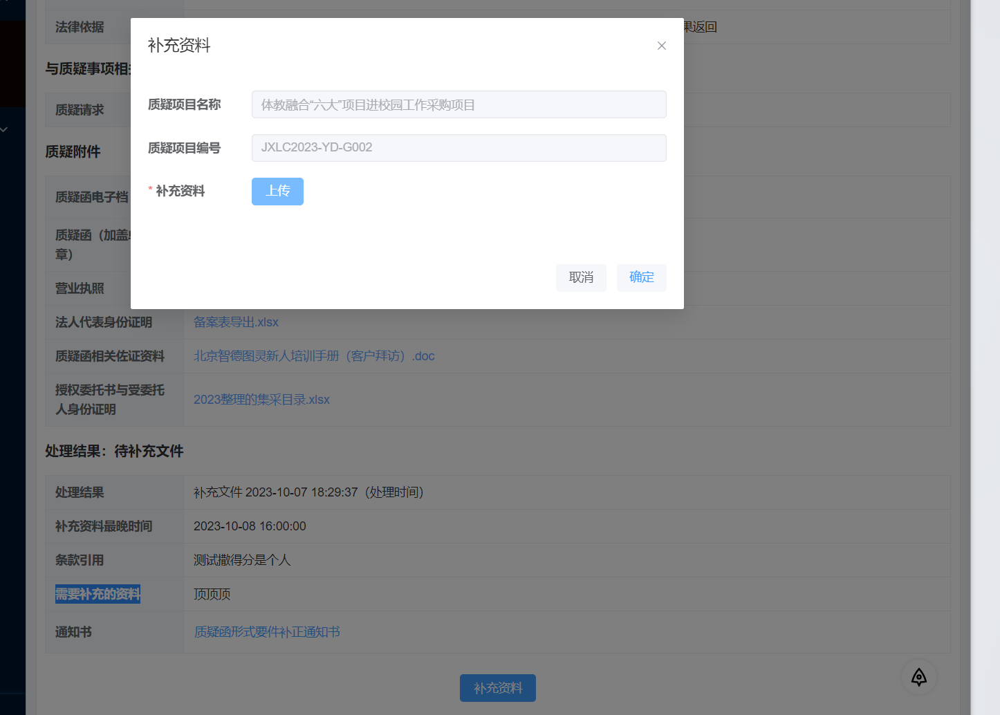 法律依据
果返回
与质疑事项相
质疑请求
质疑附件
质疑函电子档
质疑函（加盖
章）
营业执照
补充资料
质疑项目名称
体教融合“六大”项目进校园工作采购项目
质疑项目编号
JXLC2023-YD-G002
* 补充资料
上传
取消
确定
法人代表身份证明
备案表导出.xlsx
质疑函相关佐证资料
北京智德图灵新人培训手册（客户拜访）.doc
授权委托书与受委托
人身份证明
2023整理的集采目录.xlsx
处理结果：待补充文件
处理结果
补充文件 2023-10-07 18:29:37（处理时间）
补充资料最晚时间
2023-10-08 16:00:00
条款引用
测试撒得分是个人
需要补充的资料
顶顶顶
通知书
质疑函形式要件补正通知书
补充资料